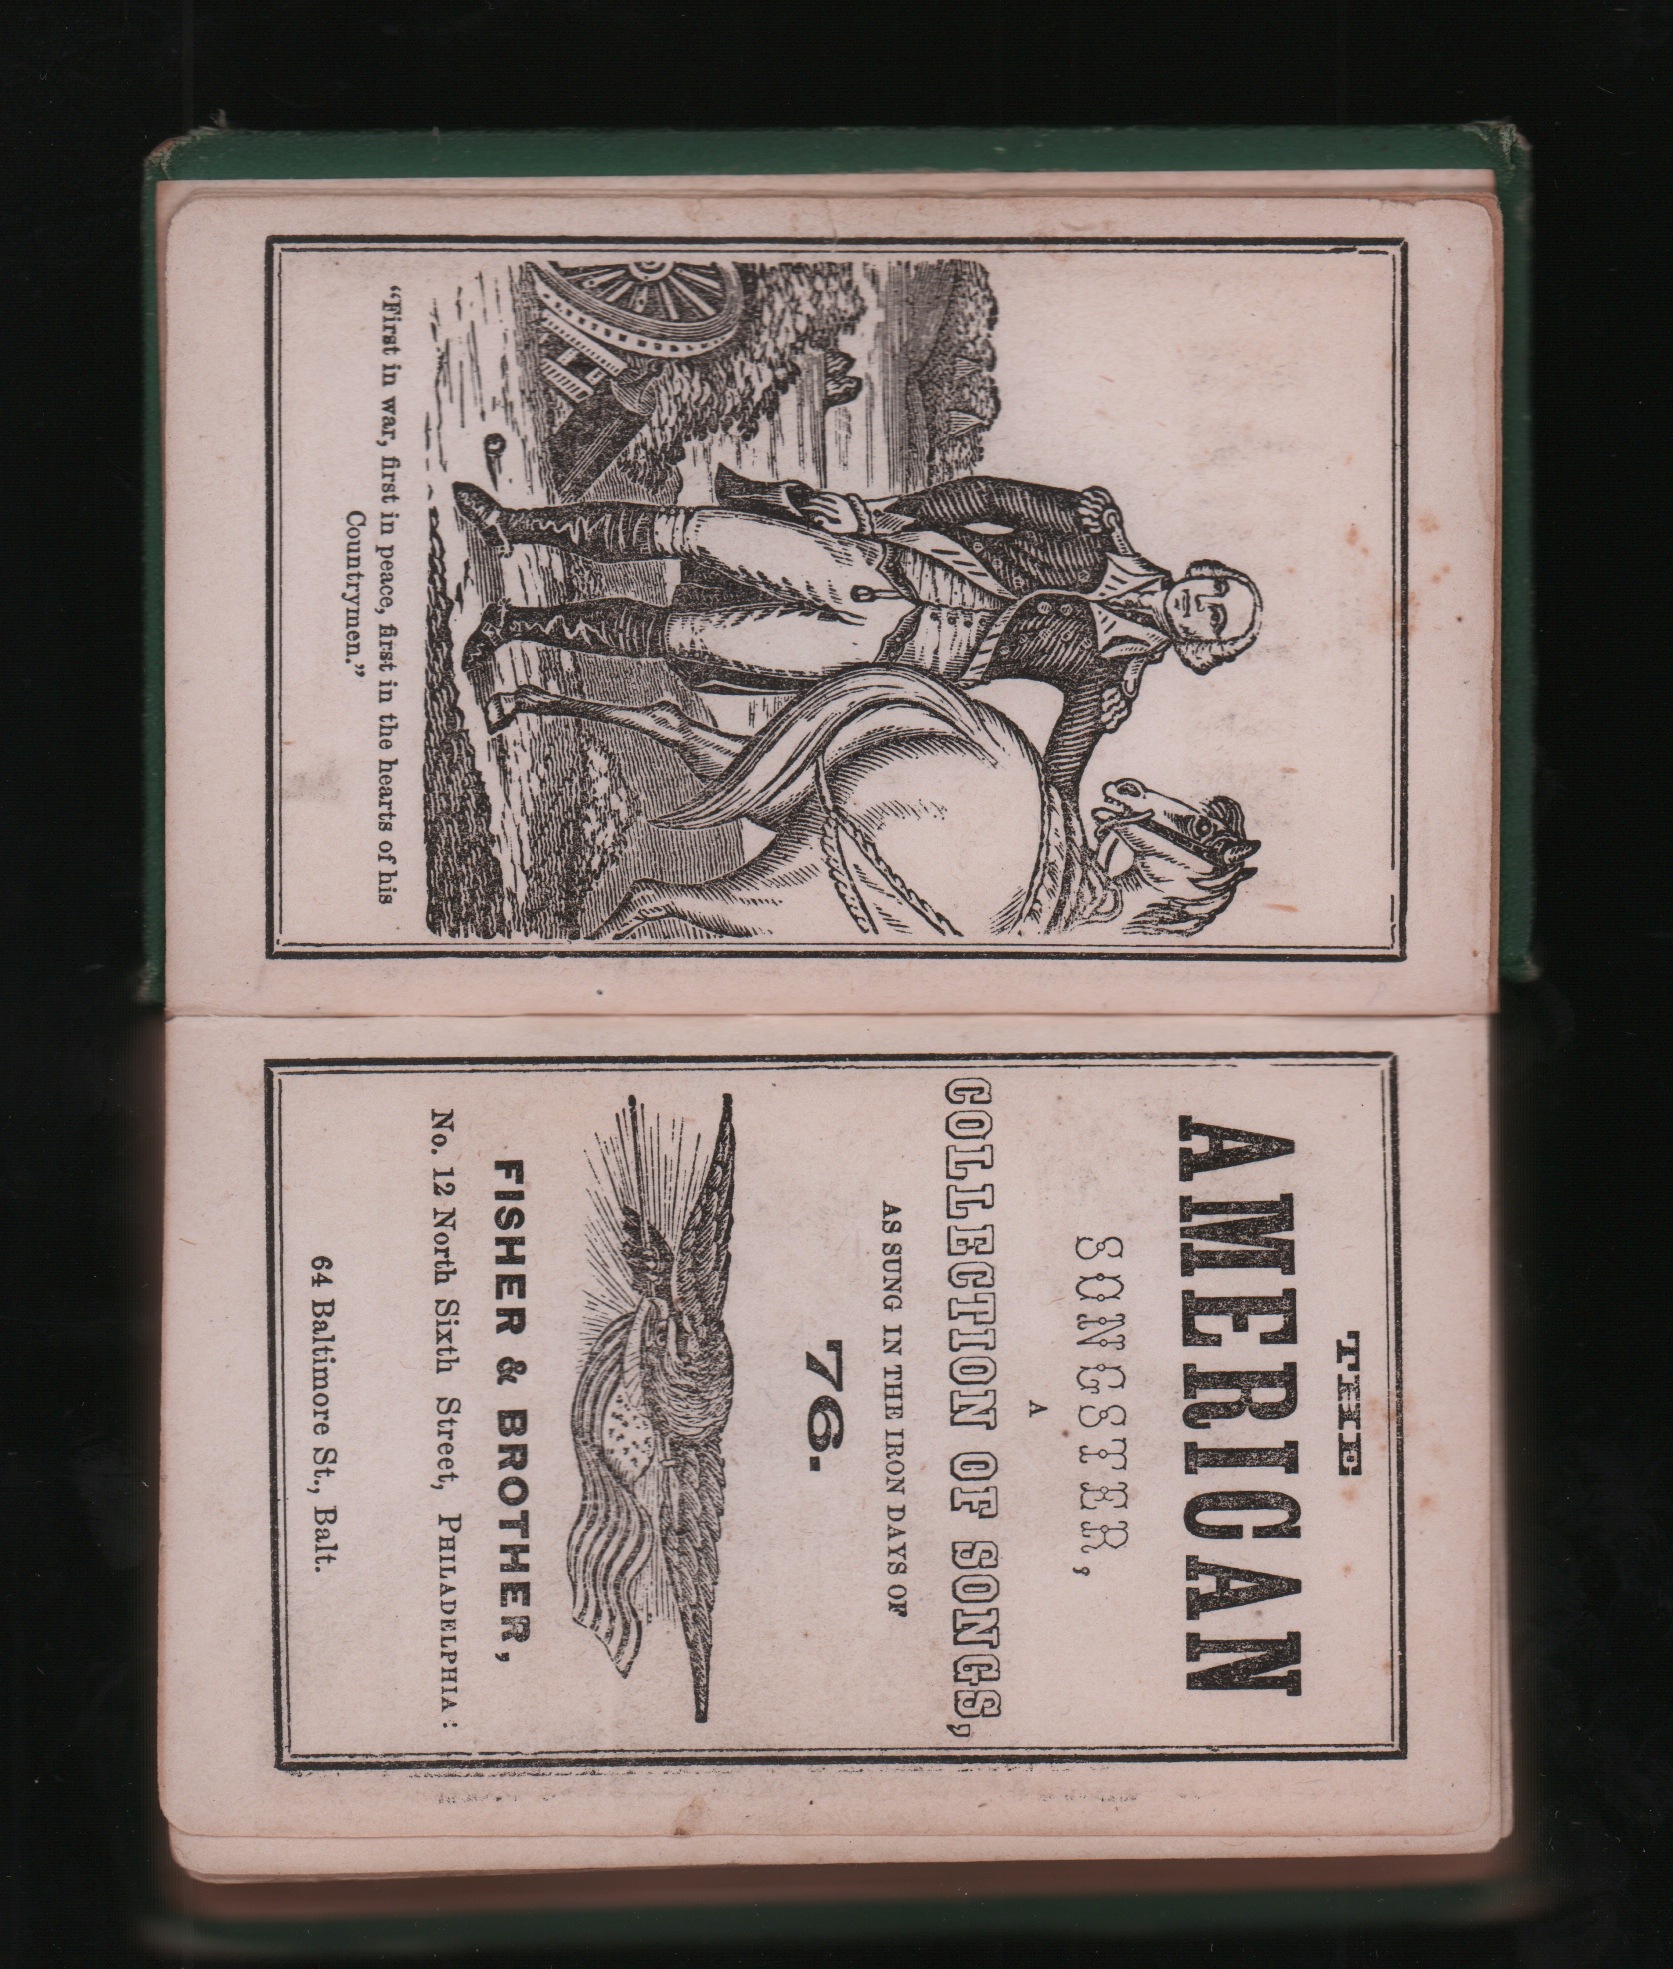 "First in war, first in peace, first in the hearts of his
Countrymen."
THE
AMERICAN
SONGSTER,
A
COLLECTION OF SONGS,
AS SUNG IN THE IRON DAYS OF
76.
FISHER & BROTHER,
No. 12 North Sixth Street, PHILADELPHIA:
64 Baltimore St., Balt.